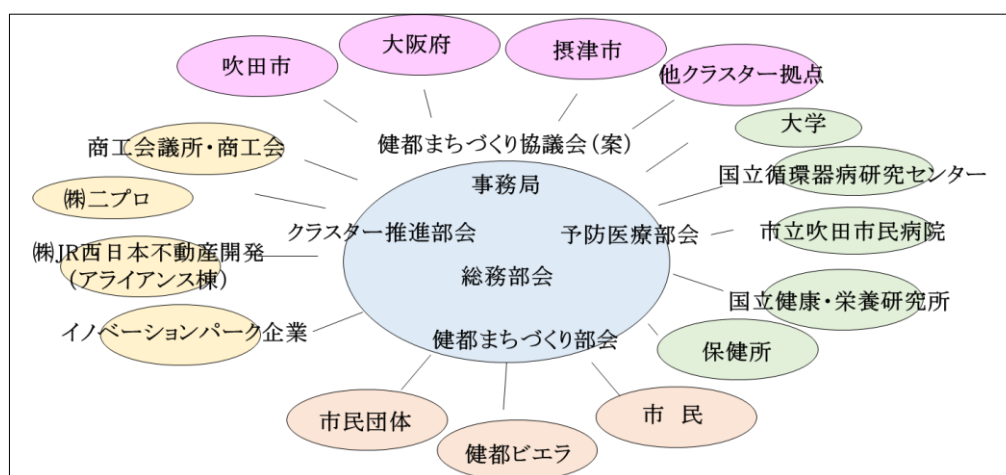 大阪府
摂津市
吹田市
他クラスター拠点
大学
健都まちづくり協議会(案)
商工会議所・商工会
国立循環器病研究センター
事務局
㈱ニプロ
クラスター推進部会
予防医療部会
市立吹田市民病院
㈱JR西日本不動産開発
(アライアンス棟)
総務部会
国立健康・栄養研究所
イノベーションパーク企業
健都まちづくり部会
保健所
市民団体
健都ビエラ
市 民